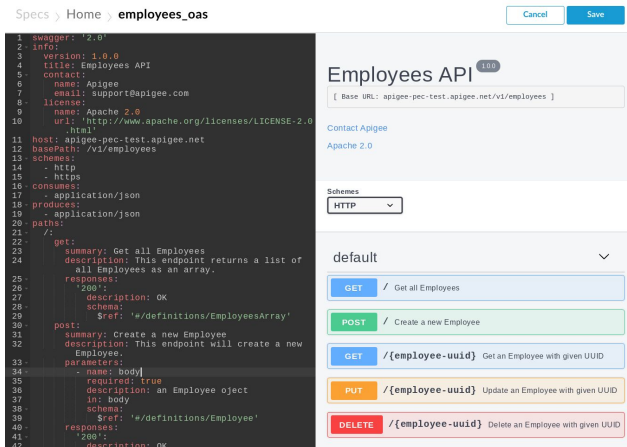 Specs > Home > employees_oas
Cancel
Save
1 swagger: '2.0'
2 info:
3 version: 1.0.0
4 title: Employees API
5 contact:
6 name: Apigee
7 email: support@apigee.com
8 license:
9 name: Apache 2.0
10 url: 'http://www.apache.org/licenses/LICENSE-2.0
.html'
11 host: apigee-pec-test.apigee.net
12 basePath: /v1/employees
13 schemes:
14 - http
15 - https
16 consumes:
17 - application/json
18 produces:
19 - application/json
20 paths:
21 /:
22 get:
23 summary: Get all Employees
24 description: This endpoint returns a list of
all Employees as an array.
25 responses:
26 '200':
27 description: OK
28 schema:
29 $ref: '#/definitions/EmployeesArray'
30 post:
31 summary: Create a new Employee
32 description: This endpoint will create a new
Employee.
33 parameters:
34 - name: body
35 required: true
36 description: an Employee oject
37 in: body
38 schema:
39 $ref: '#/definitions/Employee'
40 responses:
41 '200':
42 description: OK
Employees API 1.0.0
[ Base URL: apigee-pec-test.apigee.net/v1/employees ]
Contact Apigee
Apache 2.0
Schemes
HTTP
default
GET / Get all Employees
POST / Create a new Employee
GET /{employee-uuid} Get an Employee with given UUID
PUT /{employee-uuid} Update an Employee with given UUID
DELETE /{employee-uuid} Delete an Employee with given UUID